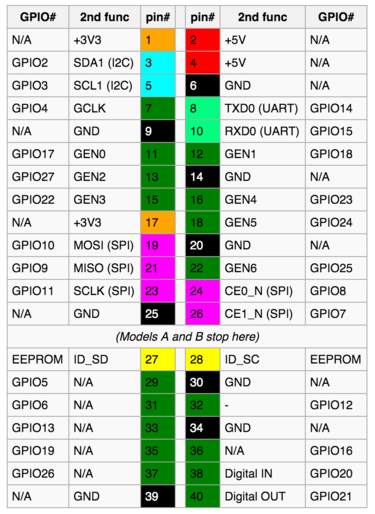 GPIO# 2nd func pin# pin# 2nd func GPIO#
N/A +3V3 1 2 +5V N/A
GPIO2 SDA1 (I2C) 3 4 +5V N/A
GPIO3 SCL1 (I2C) 5 6 GND N/A
GPIO4 GCLK 7 8 TXD0 (UART) GPIO14
N/A GND 9 10 RXD0 (UART) GPIO15
GPIO17 GEN0 11 12 GEN1 GPIO18
GPIO27 GEN2 13 14 GND N/A
GPIO22 GEN3 15 16 GEN4 GPIO23
N/A +3V3 17 18 GEN5 GPIO24
GPIO10 MOSI (SPI) 19 20 GND N/A
GPIO9 MISO (SPI) 21 22 GEN6 GPIO25
GPIO11 SCLK (SPI) 23 24 CE0_N (SPI) GPIO8
N/A GND 25 26 CE1_N (SPI) GPIO7
(Models A and B stop here)
EEPROM ID_SD 27 28 ID_SC EEPROM
GPIO5 N/A 29 30 GND N/A
GPIO6 N/A 31 32 - GPIO12
GPIO13 N/A 33 34 GND N/A
GPIO19 N/A 35 36 N/A GPIO16
GPIO26 N/A 37 38 Digital IN GPIO20
N/A GND 39 40 Digital OUT GPIO21